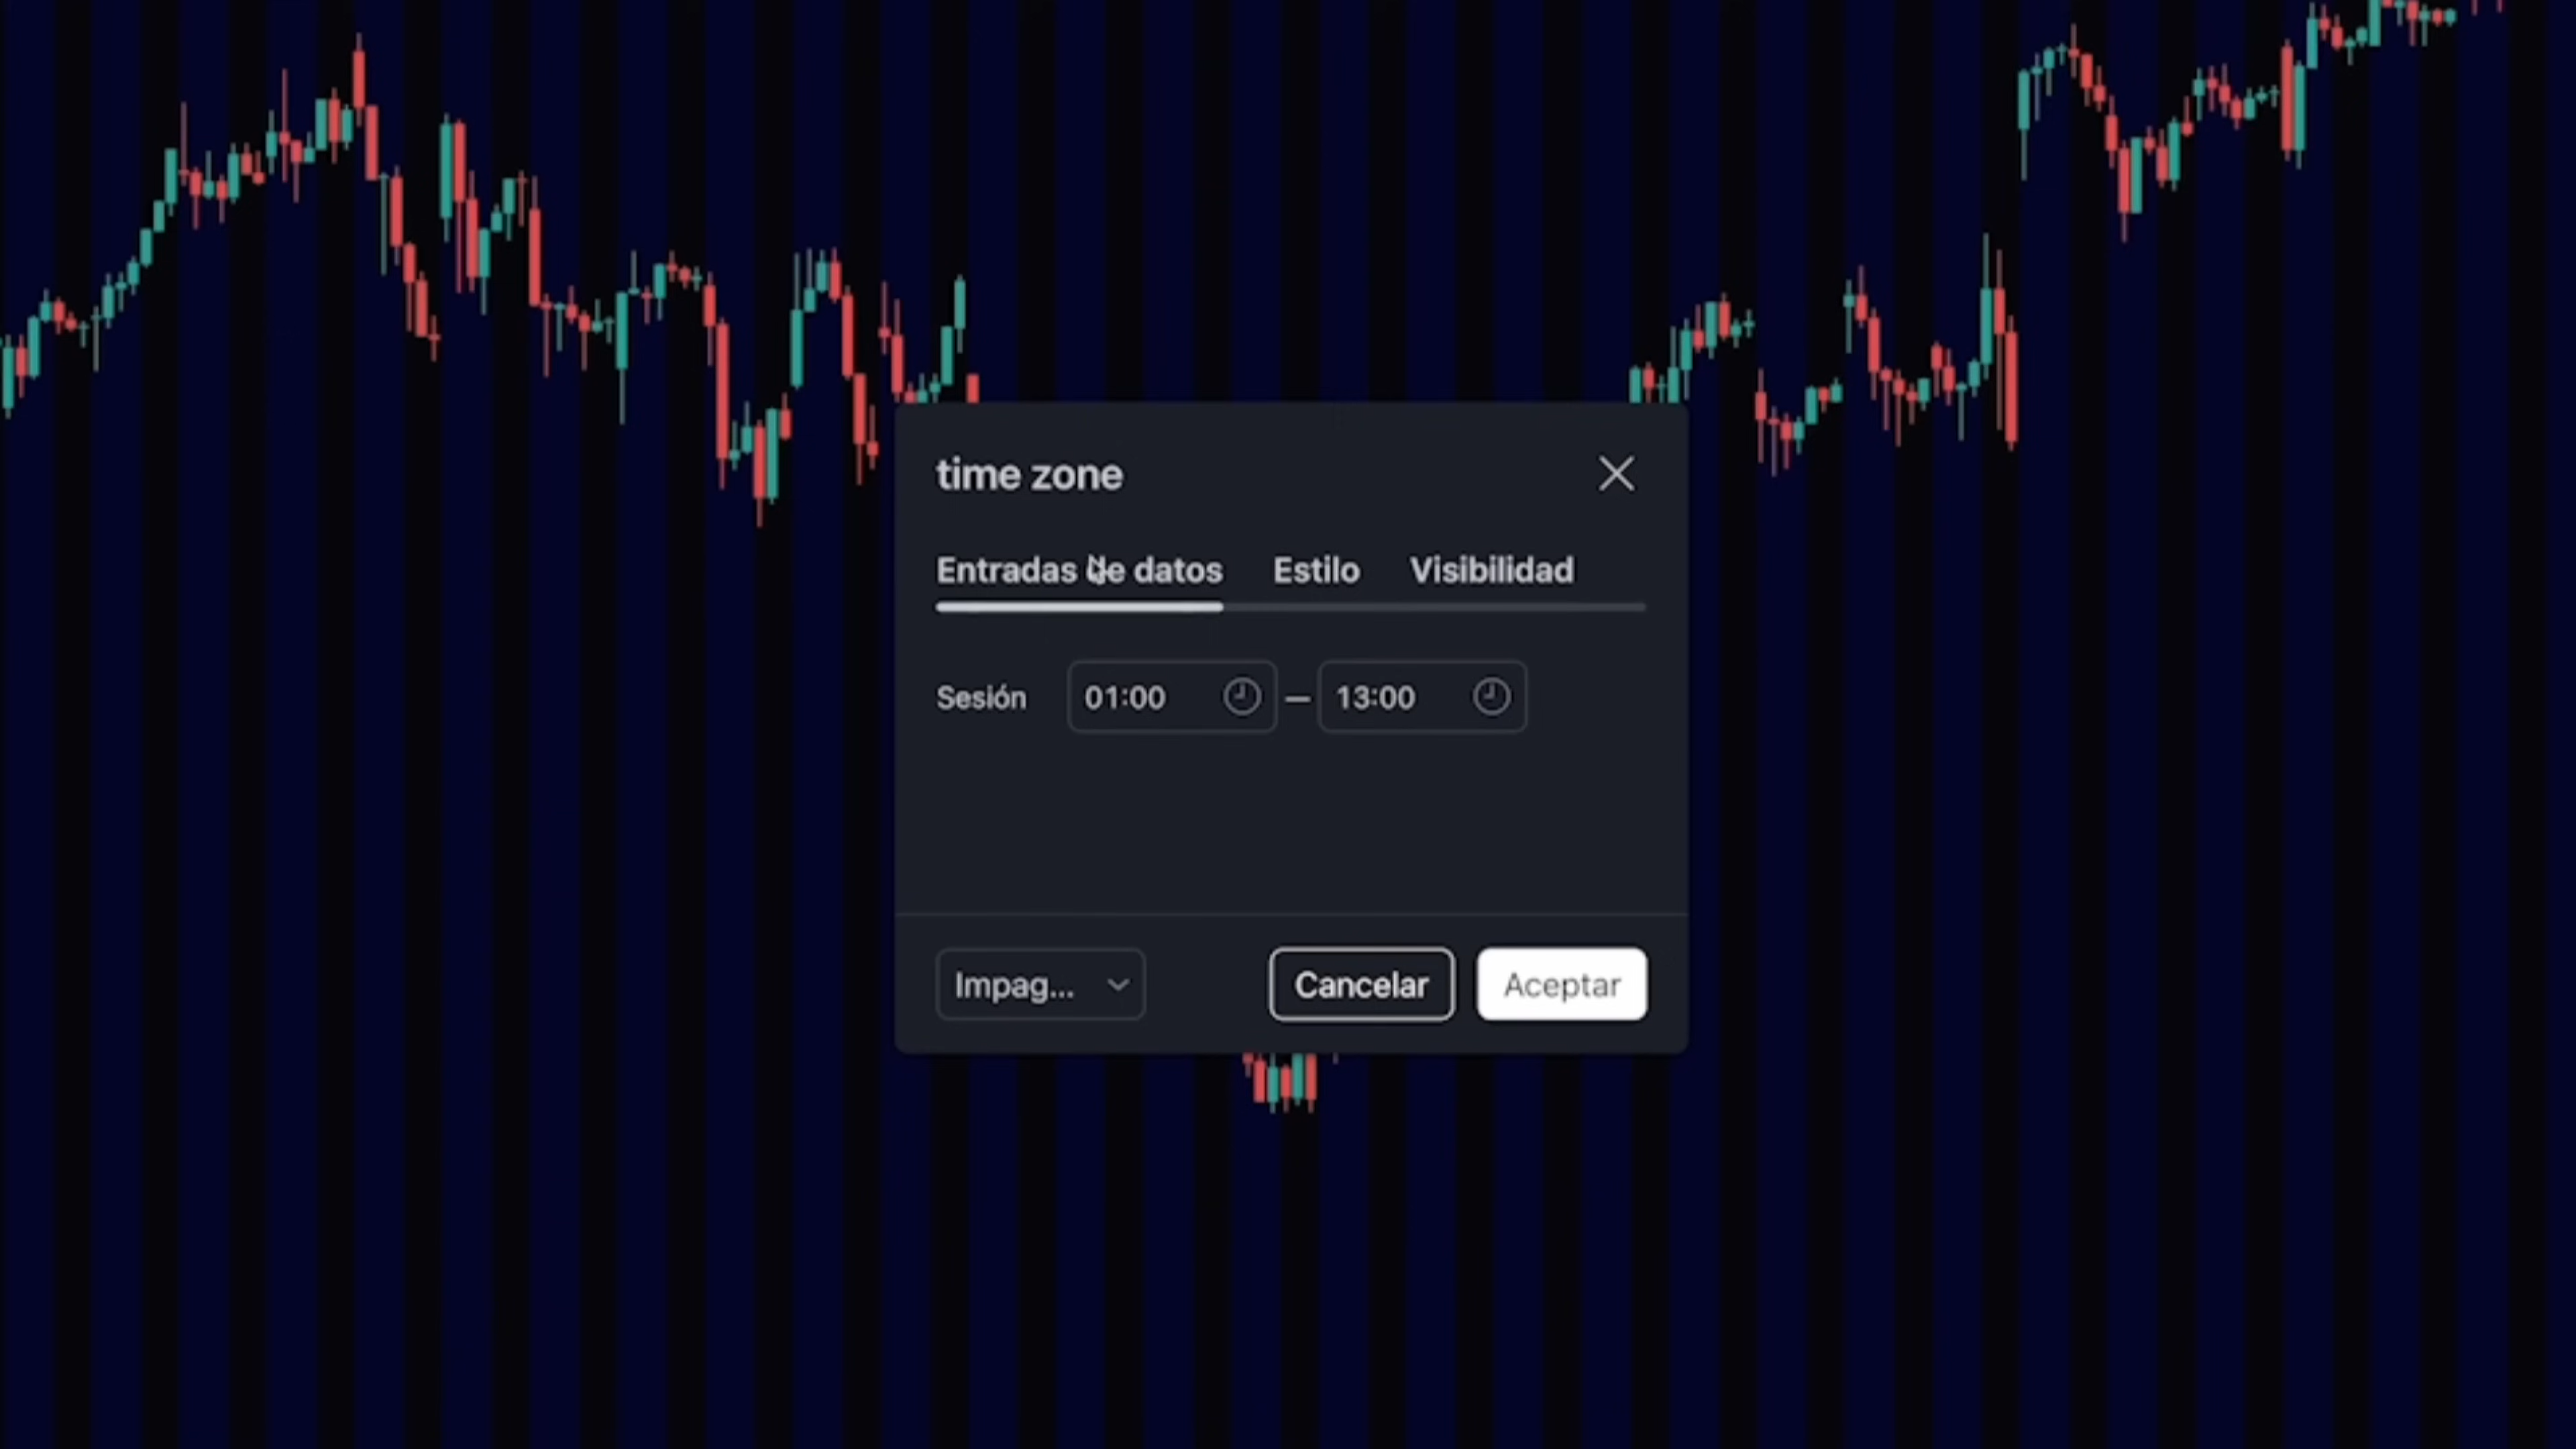 time zone
Entradas de datos Estilo Visibilidad
Sesión 01:00 — 13:00
Impag... Cancelar Aceptar